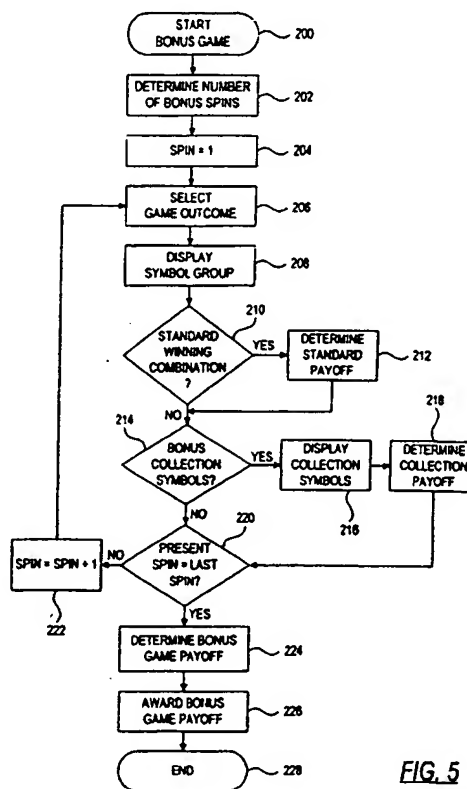 START
BONUS GAME
200
DETERMINE NUMBER
OF BONUS SPINS
202
SPIN = 1
204
SELECT
GAME OUTCOME
206
DISPLAY
SYMBOL GROUP
208
210
STANDARD
WINNING
COMBINATION
?
YES
DETERMINE
STANDARD
PAYOFF
212
NO
214
BONUS
COLLECTION
SYMBOLS?
YES
DISPLAY
COLLECTION
SYMBOLS
216
218
DETERMINE
COLLECTION
PAYOFF
NO
220
PRESENT
SPIN = LAST
SPIN?
NO
SPIN = SPIN + 1
222
YES
DETERMINE BONUS
GAME PAYOFF
224
AWARD BONUS
GAME PAYOFF
226
END
228
FIG. 5